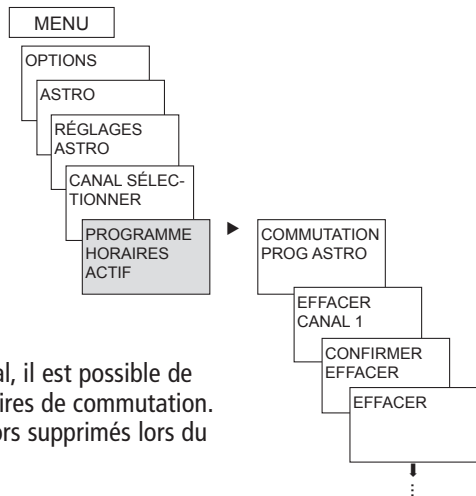 MENU
OPTIONS
ASTRO
RÉGLAGES
ASTRO
CANAL SÉLEC-
TIONNER
PROGRAMME
HORAIRES
ACTIF
COMMUTATION
PROG ASTRO
EFFACER
CANAL 1
CONFIRMER
EFFACER
EFFACER
al, il est possible de
ires de commutation.
ors supprimés lors du